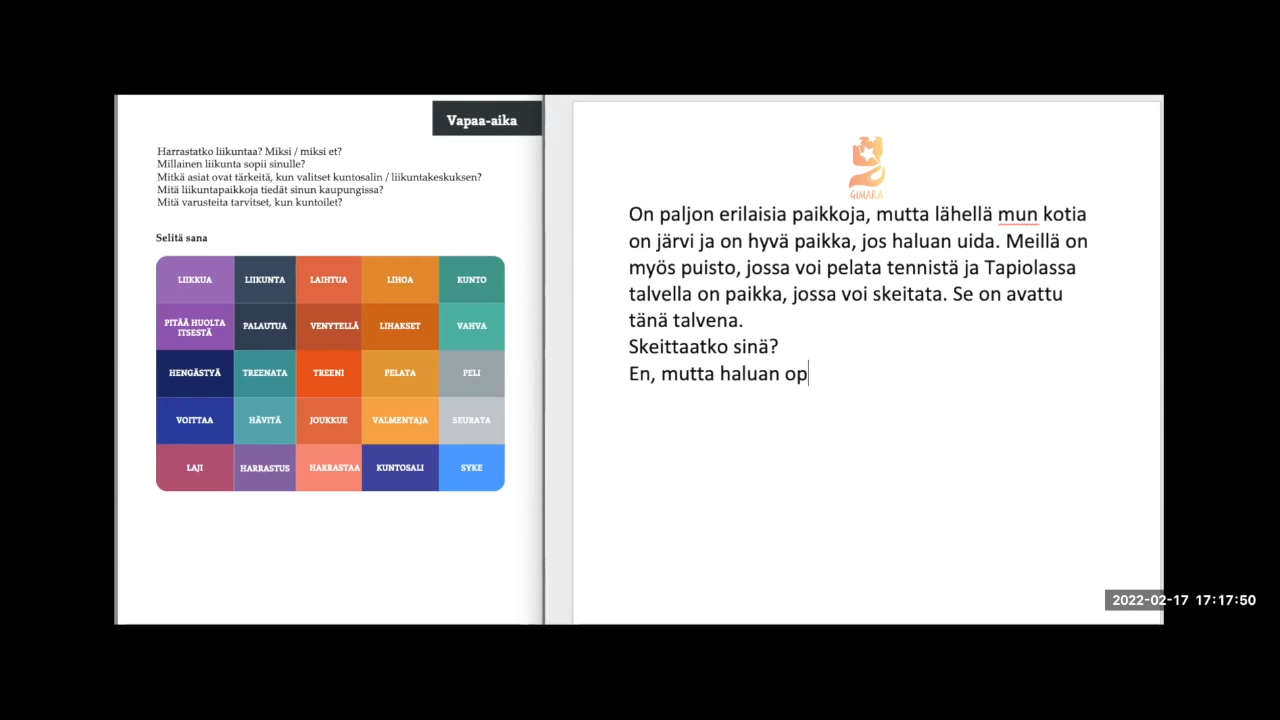 Vapaa-aika
Harrastatko liikuntaa? Miksi / miksi et?
Millainen liikunta sopii sinulle?
Mitkä asiat ovat tärkeitä, kun valitset kuntosalin / liikuntakeskuksen?
Mitä liikuntapaikkoja tiedät sinun kaupungissa?
Mitä varusteita tarvitset, kun kuntoilet?
Selitä sana
LIIKKUA LIIKUNTA LAIHTUA LIHOA KUNTO
PITÄÄ HUOLTA
ITSESTÄ PALAUTUA VENYTELLÄ LIHAKSET VAHVA
HENGÄSTYÄ TREENATA TREENI PELATA PELI
VOITTAA HÄVITÄ JOUKKUE VALMENTAJA SEURATA
LAJI HARRASTUS HARRASTAA KUNTOSALI SYKE
GIMARA
On paljon erilaisia paikkoja, mutta lähellä mun kotia
on järvi ja on hyvä paikka, jos haluan uida. Meillä on
myös puisto, jossa voi pelata tennistä ja Tapiolassa
talvella on paikka, jossa voi skeitata. Se on avattu
tänä talvena.
Skeittaatko sinä?
En, mutta haluan op
2022-02-17 17:17:50